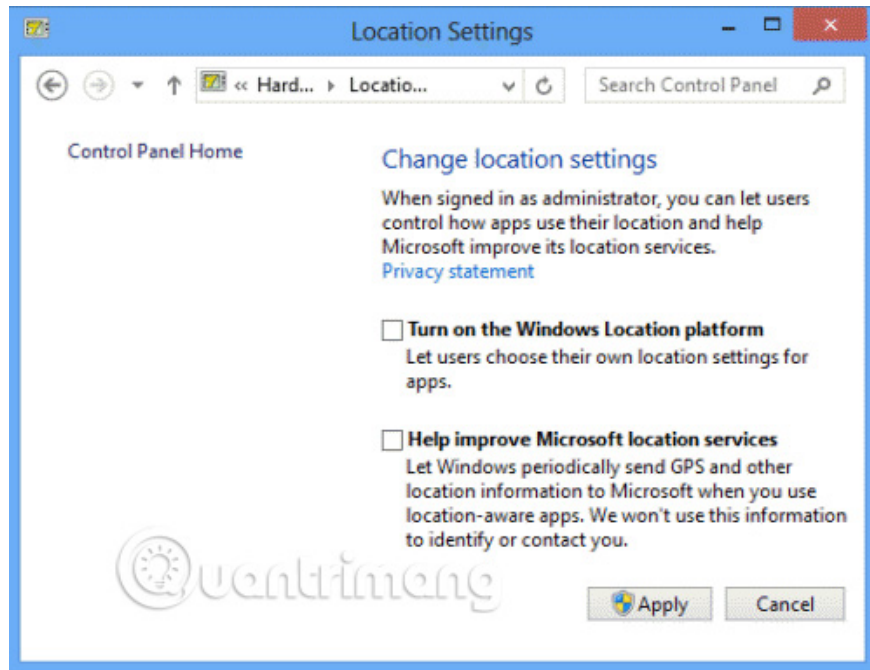 Location Settings
« Hard... Locatio...
Search Control Panel
Control Panel Home
Change location settings
When signed in as administrator, you can let users
control how apps use their location and help
Microsoft improve its location services.
Privacy statement
Turn on the Windows Location platform
Let users choose their own location settings for
apps.
Help improve Microsoft location services
Let Windows periodically send GPS and other
location information to Microsoft when you use
location-aware apps. We won't use this information
to identify or contact you.
Quantrimang
Apply Cancel